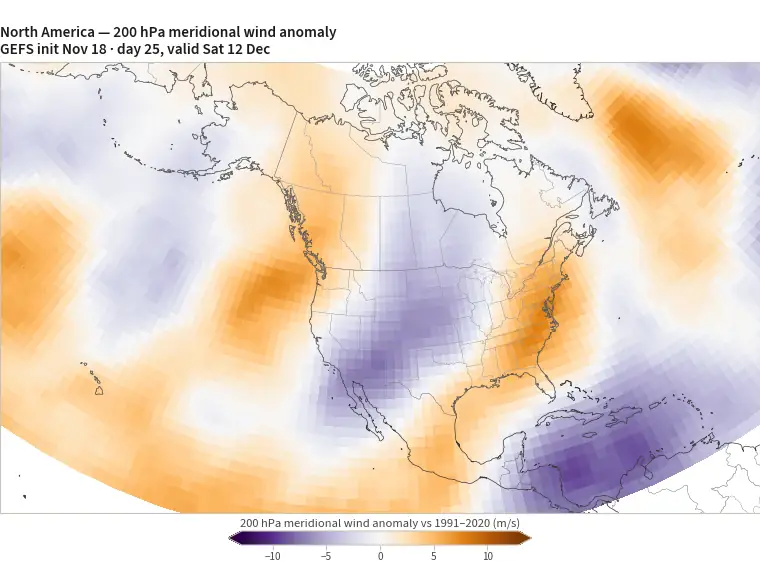 North America — 200 hPa meridional wind anomaly
GEFS init Nov 18 · day 25, valid Sat 12 Dec
200 hPa meridional wind anomaly vs 1991–2020 (m/s)
−10 −5 0 5 10